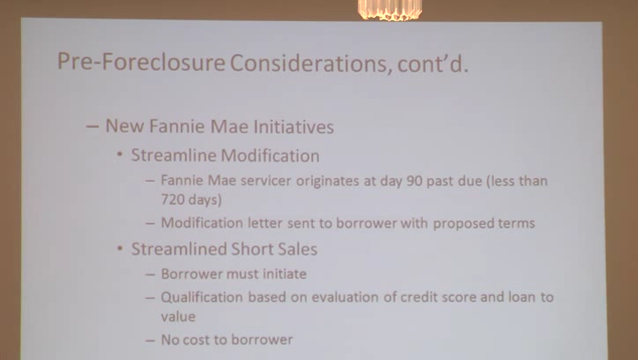 Pre-Foreclosure Considerations, cont'd.
– New Fannie Mae Initiatives
• Streamline Modification
– Fannie Mae servicer originates at day 90 past due (less than
720 days)
– Modification letter sent to borrower with proposed terms
• Streamlined Short Sales
– Borrower must initiate
– Qualification based on evaluation of credit score and loan to
value
– No cost to borrower